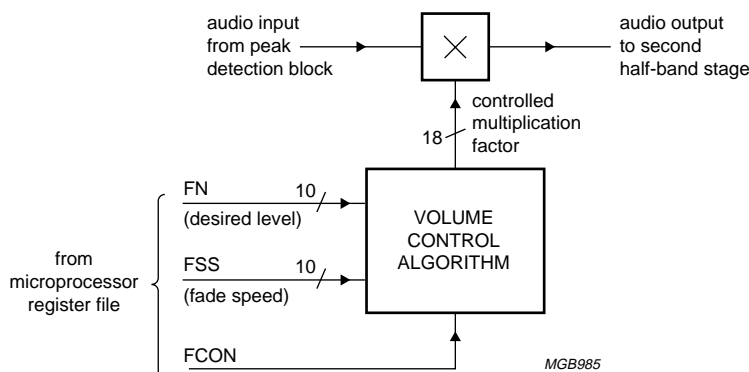 audio input
from peak
detection block
audio output
to second
half-band stage
controlled
multiplication
factor
18
FN
10
(desired level)
FSS
10
(fade speed)
FCON
from
microprocessor
register file
VOLUME
CONTROL
ALGORITHM
MGB985